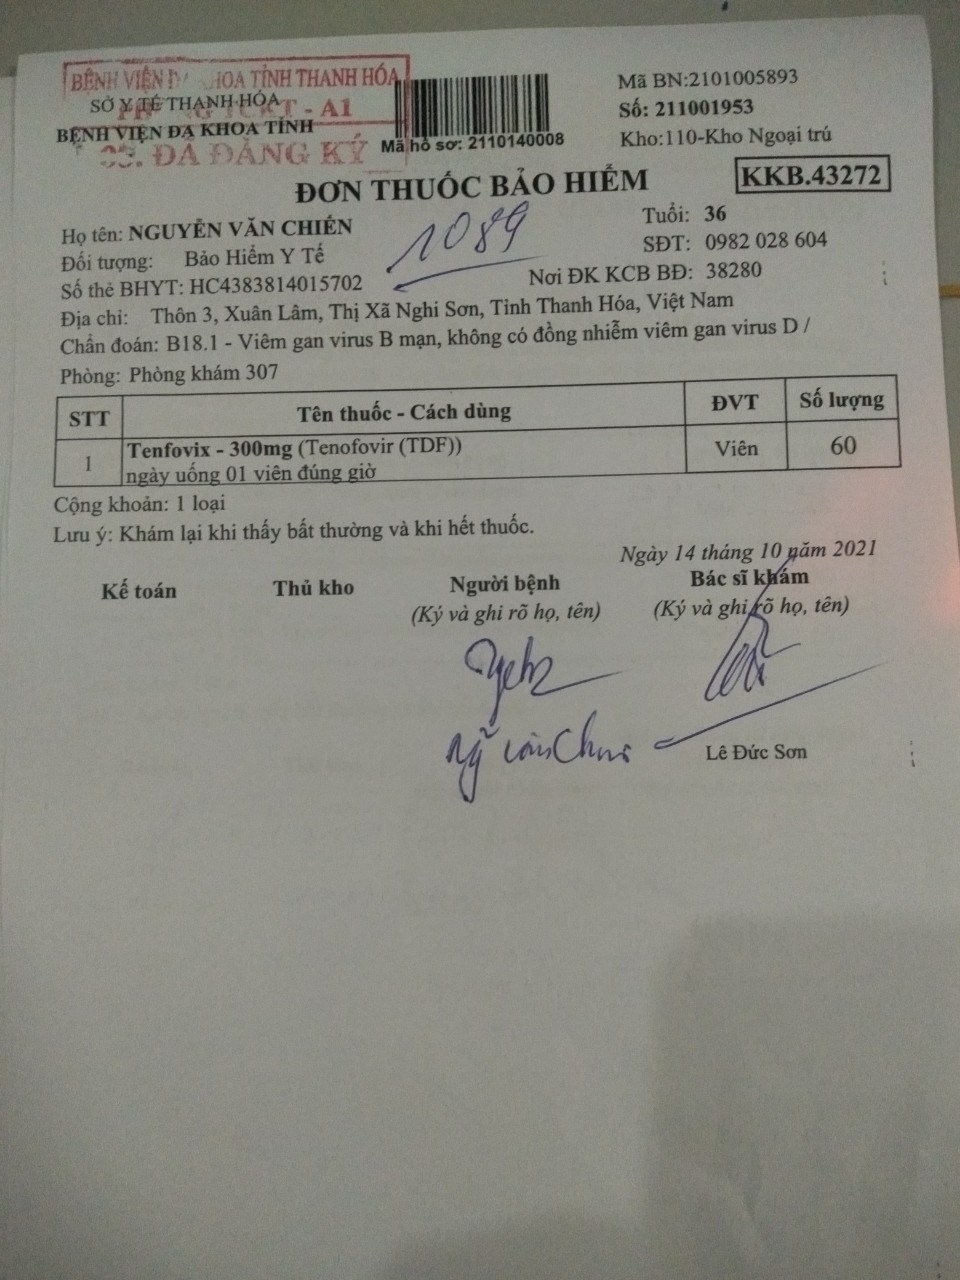 BỆNH VIỆN ĐA KHOA TỈNH THANH HÓA
SỞ Y TẾ THANH HÓA
- A1
BỆNH VIỆN ĐA KHOA TỈNH
ĐÃ ĐĂNG KÝ
Mã hồ sơ: 2110140008
Mã BN:2101005893
Số: 211001953
Kho:110-Kho Ngoại trú
ĐƠN THUỐC BẢO HIỂM
KKB.43272
Họ tên: NGUYỄN VĂN CHIẾN
Tuổi: 36
1089
Đối tượng: Bảo Hiểm Y Tế
SĐT: 0982 028 604
Số thẻ BHYT: HC4383814015702
Nơi ĐK KCB BĐ: 38280
Địa chỉ: Thôn 3, Xuân Lâm, Thị Xã Nghi Sơn, Tỉnh Thanh Hóa, Việt Nam
Chẩn đoán: B18.1 - Viêm gan virus B mạn, không có đồng nhiễm viêm gan virus D /
Phòng: Phòng khám 307
STT Tên thuốc - Cách dùng ĐVT Số lượng
1 Tenfovix - 300mg (Tenofovir (TDF)) Viên 60
ngày uống 01 viên đúng giờ
Cộng khoản: 1 loại
Lưu ý: Khám lại khi thấy bất thường và khi hết thuốc.
Ngày 14 tháng 10 năm 2021
Kế toán Thủ kho Người bệnh Bác sĩ khám
(Ký và ghi rõ họ, tên) (Ký và ghi rõ họ, tên)
Lê Đức Sơn